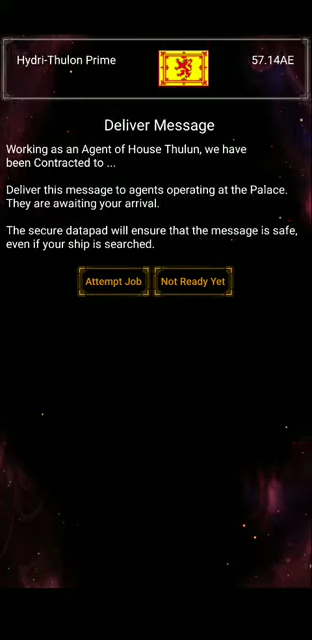 Hydri-Thulon Prime
57.14AE
Deliver Message
Working as an Agent of House Thulun, we have
been Contracted to ...
Deliver this message to agents operating at the Palace.
They are awaiting your arrival.
The secure datapad will ensure that the message is safe,
even if your ship is searched.
Attempt Job
Not Ready Yet